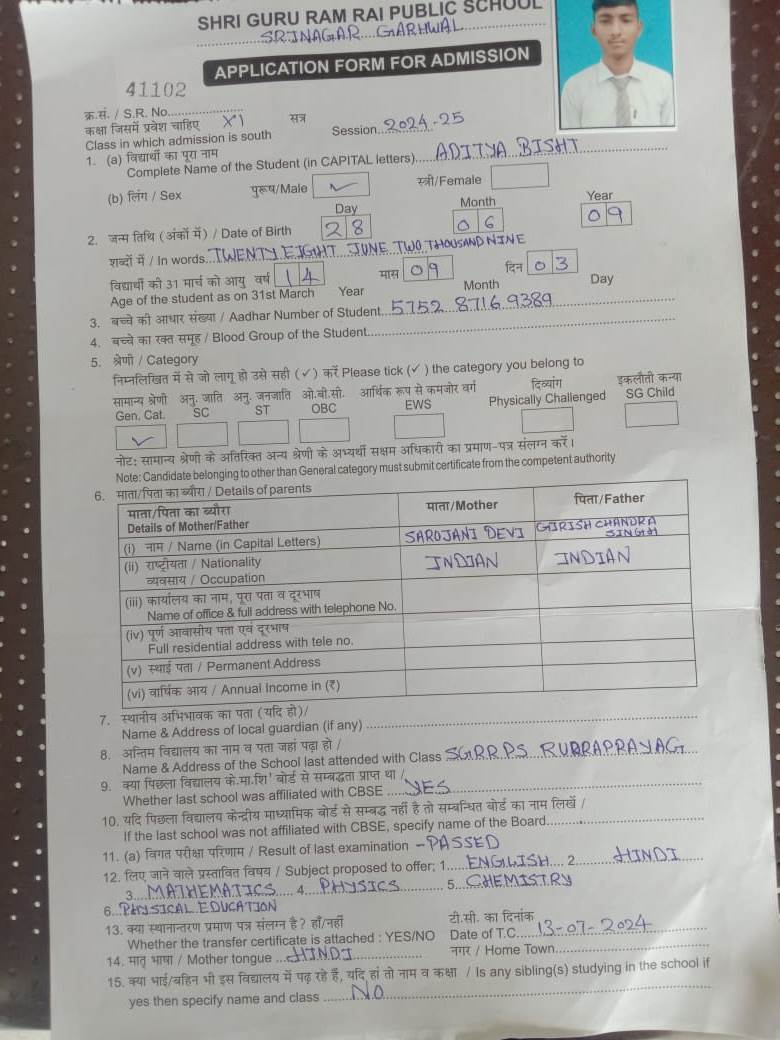 SHRI GURU RAM RAI PUBLIC SCHOOL
SRINAGAR GARHWAL
APPLICATION FORM FOR ADMISSION
41102
क्र.सं. / S.R. No.
कक्षा जिसमें प्रवेश चाहिए XI सत्र
Class in which admission is south Session 2024-25
1. (a) विद्यार्थी का पूरा नाम
Complete Name of the Student (in CAPITAL letters) ADITYA BISHT
(b) लिंग / Sex पुरूष/Male ✓ स्त्री/Female
Day Month Year
2. जन्म तिथि (अंकों में) / Date of Birth 28 06 09
शब्दों में / In words TWENTY EIGHT JUNE TWO THOUSAND NINE
विद्यार्थी की 31 मार्च को आयु वर्ष 14 मास 09 दिन 03
Age of the student as on 31st March Year Month Day
3. बच्चे की आधार संख्या / Aadhar Number of Student 5752 8716 9389
4. बच्चे का रक्त समूह / Blood Group of the Student
5. श्रेणी / Category
निम्नलिखित में से जो लागू हो उसे सही (✓) करें Please tick (✓) the category you belong to
सामान्य श्रेणी अनु. जाति अनु. जनजाति ओ.बी.सी. आर्थिक रूप से कमजोर वर्ग दिव्यांग इकलौती कन्या
Gen. Cat. SC ST OBC EWS Physically Challenged SG Child
✓
नोट: सामान्य श्रेणी के अतिरिक्त अन्य श्रेणी के अभ्यर्थी सक्षम अधिकारी का प्रमाण-पत्र संलग्न करें।
Note: Candidate belonging to other than General category must submit certificate from the competent authority
6. माता/पिता का ब्यौरा / Details of parents
माता/पिता का ब्यौरा माता/Mother पिता/Father
Details of Mother/Father
(i) नाम / Name (in Capital Letters) SAROJANI DEVI GIRISH CHANDRA SINGH
(ii) राष्ट्रीयता / Nationality INDIAN INDIAN
व्यवसाय / Occupation
(iii) कार्यालय का नाम, पूरा पता व दूरभाष
Name of office & full address with telephone No.
(iv) पूर्ण आवासीय पता एवं दूरभाष
Full residential address with tele no.
(v) स्थाई पता / Permanent Address
(vi) वार्षिक आय / Annual Income in (₹)
7. स्थानीय अभिभावक का पता (यदि हो)/
Name & Address of local guardian (if any)
8. अन्तिम विद्यालय का नाम व पता जहां पढ़ा हो /
Name & Address of the School last attended with Class SGRRPS RUDRAPRAYAG
9. क्या पिछला विद्यालय के.मा.शि' बोर्ड से सम्बद्धता प्राप्त था /
Whether last school was affiliated with CBSE YES
10. यदि पिछला विद्यालय केन्द्रीय माध्यामिक बोर्ड से सम्बद्ध नहीं है तो सम्बन्धित बोर्ड का नाम लिखें /
If the last school was not affiliated with CBSE, specify name of the Board
11. (a) विगत परीक्षा परिणाम / Result of last examination - PASSED
12. लिए जाने वाले प्रस्तावित विषय / Subject proposed to offer; 1. ENGLISH 2. HINDI
3. MATHEMATICS 4. PHYSICS 5. CHEMISTRY
6. PHYSICAL EDUCATION
13. क्या स्थानान्तरण प्रमाण पत्र संलग्न है? हाँ/नहीं टी.सी. का दिनांक
Whether the transfer certificate is attached : YES/NO Date of T.C. 13-07-2024
14. मातृ भाषा / Mother tongue HINDI नगर / Home Town
15. क्या भाई/बहिन भी इस विद्यालय में पढ़ रहे हैं, यदि हां तो नाम व कक्षा / Is any sibling(s) studying in the school if
yes then specify name and class NO